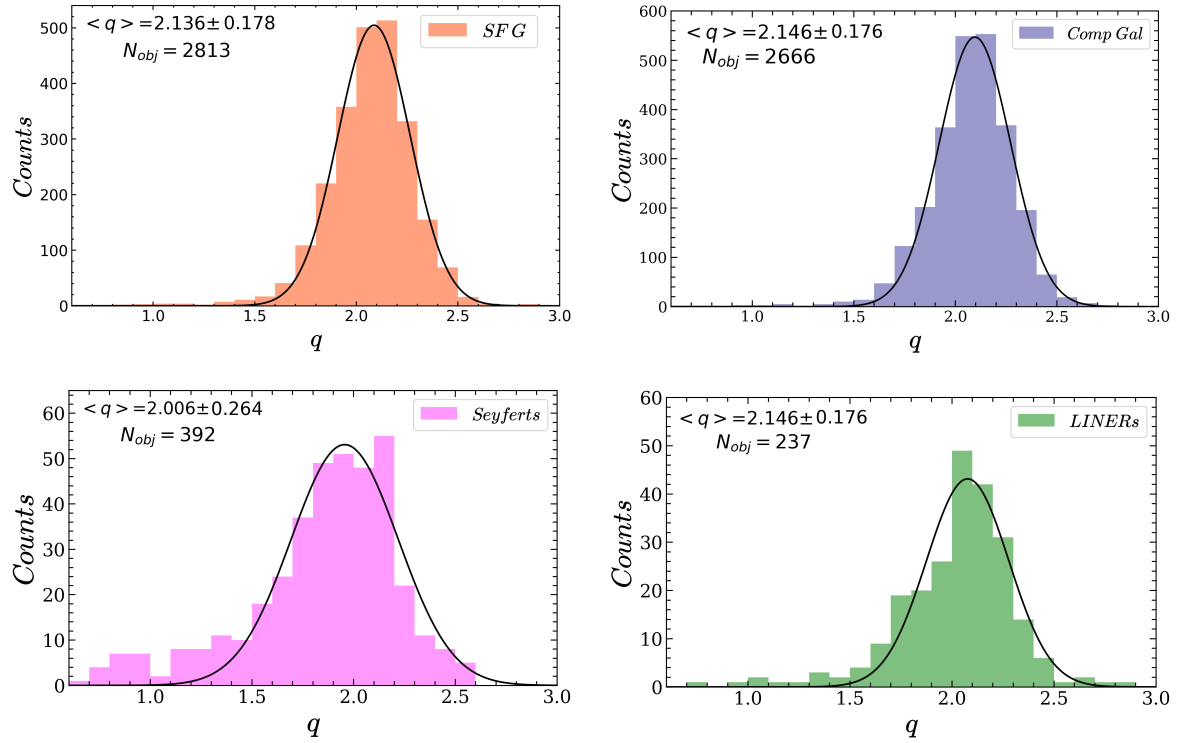 < q > =2.136±0.178
N_obj = 2813
SFG
500
400
300
200
100
0
1.0 1.5 2.0 2.5 3.0
Counts
q
< q > =2.146±0.176
N_obj = 2666
Comp Gal
600
500
400
300
200
100
0
1.0 1.5 2.0 2.5 3.0
Counts
q
< q > =2.006±0.264
N_obj = 392
Seyferts
60
50
40
30
20
10
0
1.0 1.5 2.0 2.5 3.0
Counts
q
< q > =2.146±0.176
N_obj = 237
LINERs
60
50
40
30
20
10
0
1.0 1.5 2.0 2.5 3.0
Counts
q